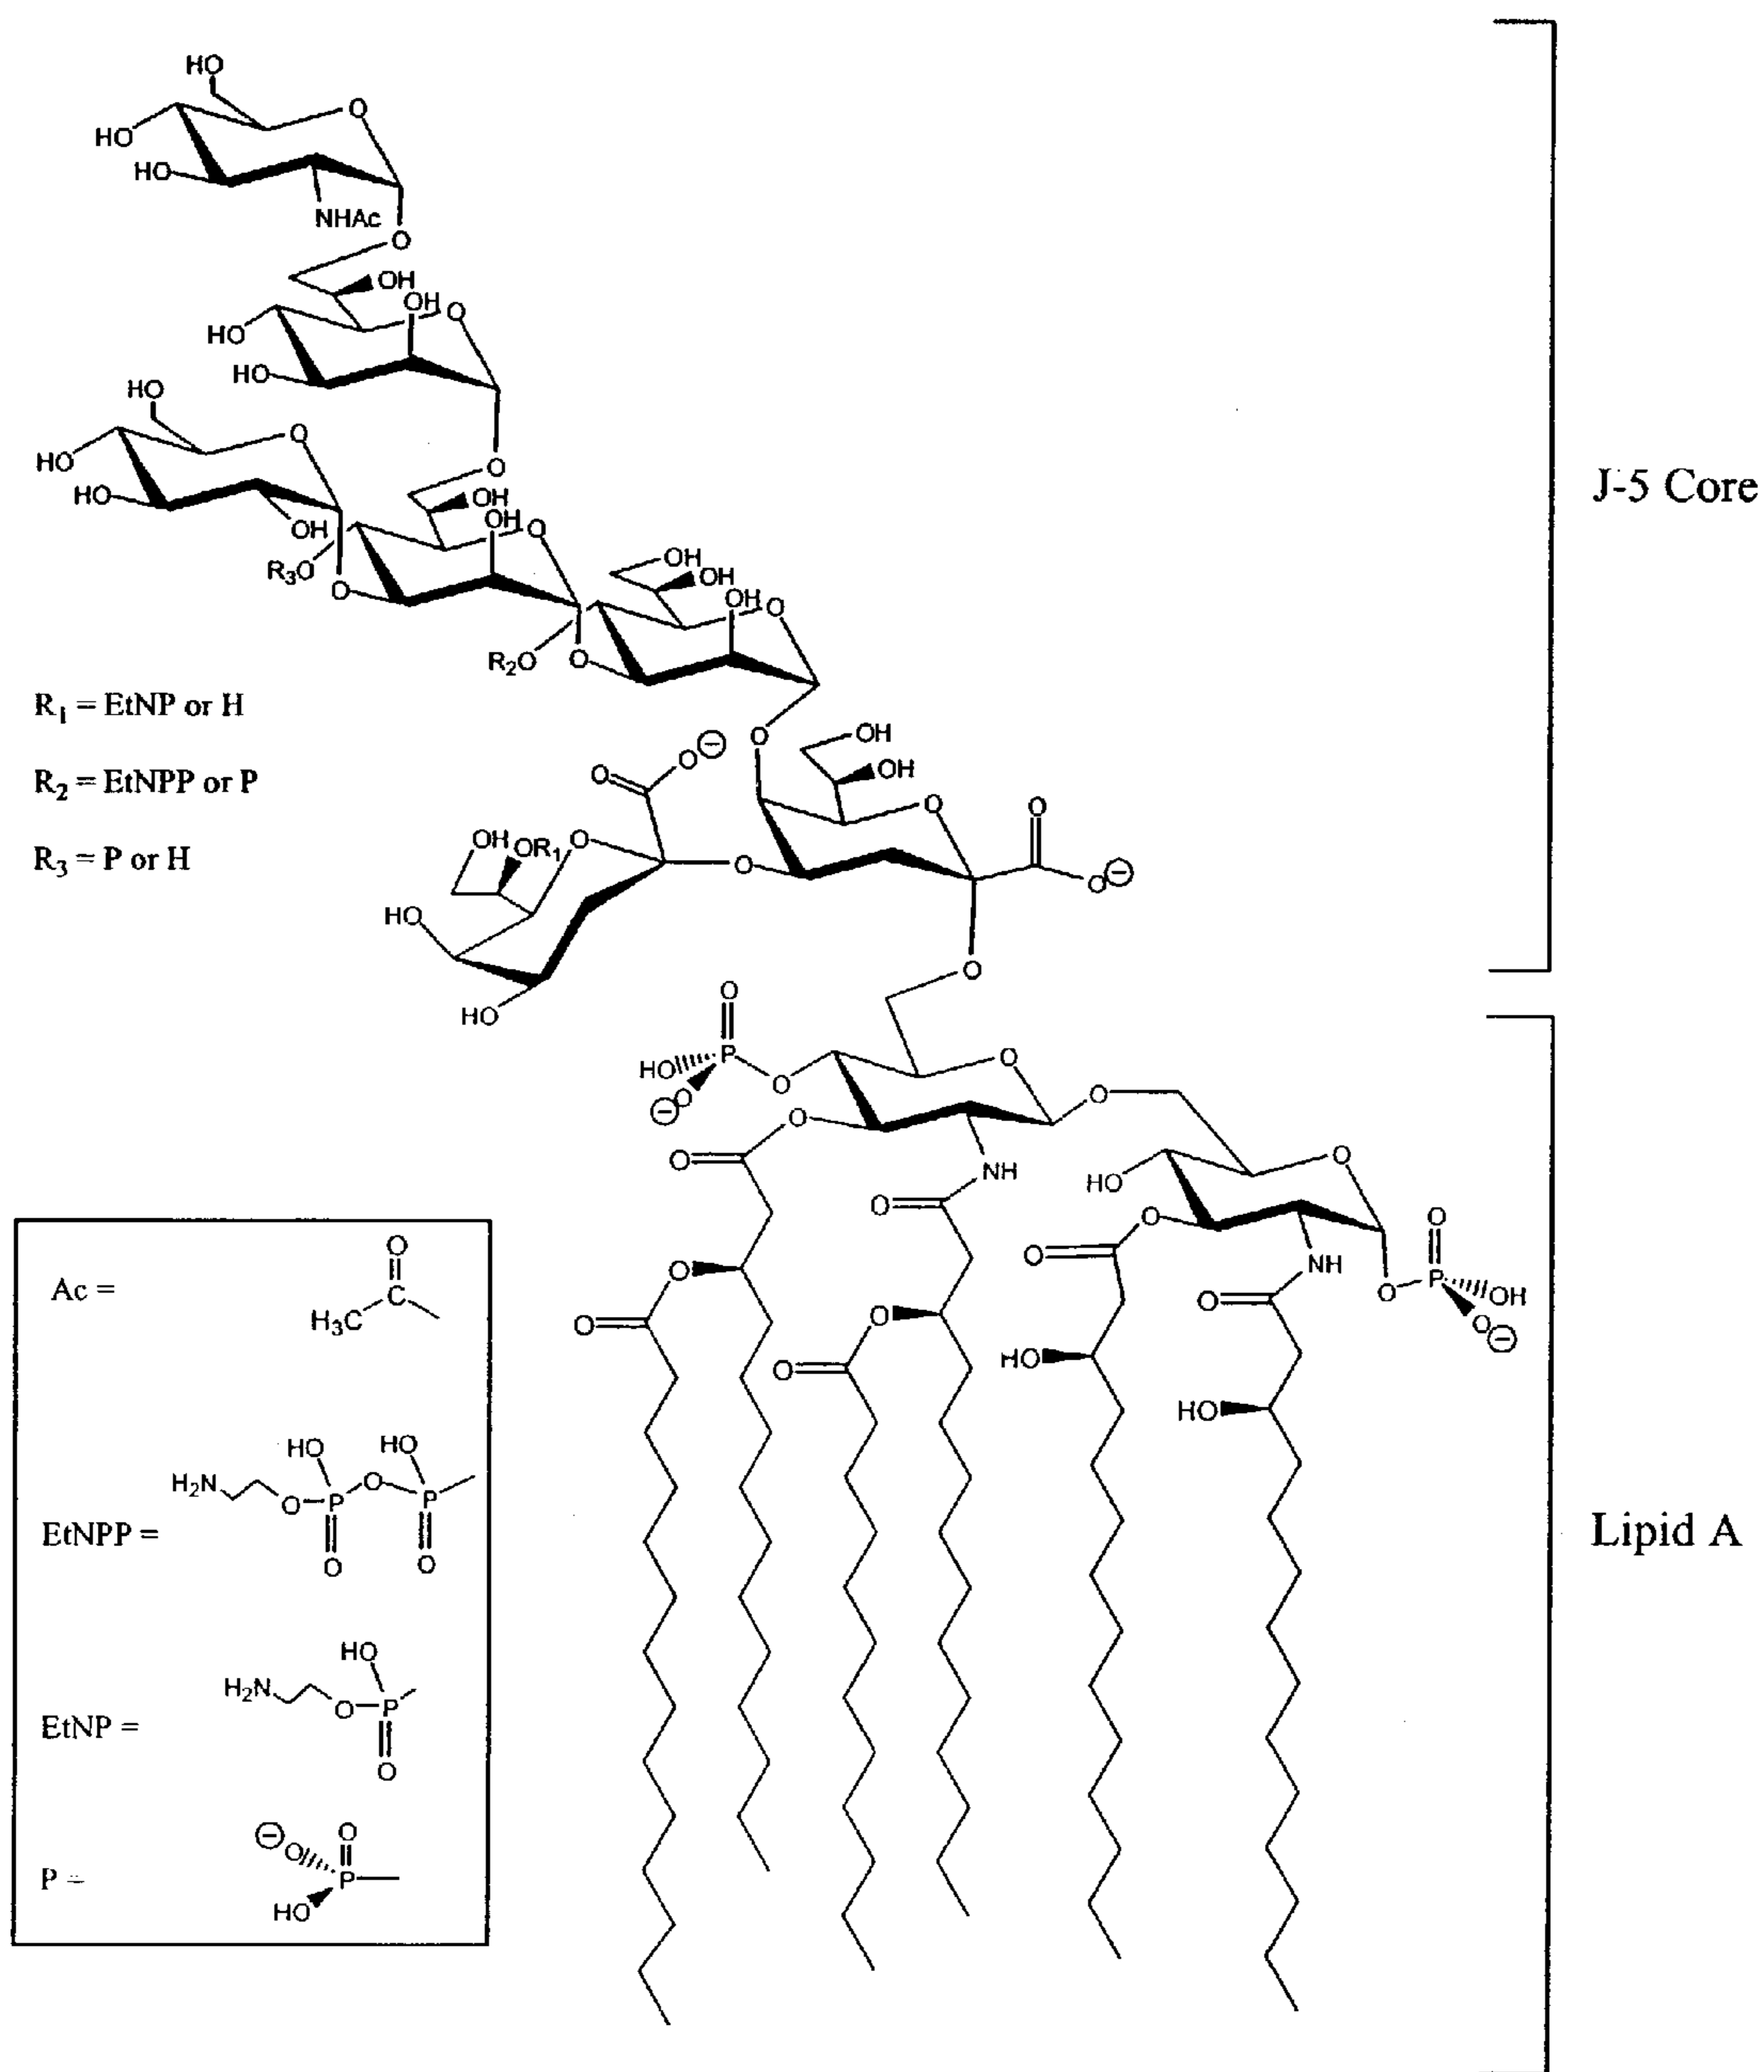 HO
O
HO
HO
NHAc
O
OH
OH
O
HO
HO
HO
O
HO
O
HO
OH
OH
OH
O
R₃O
O
OH
OH
OH
O
R₂O
O
J-5 Core
R₁ = EtNP or H
R₂ = EtNPP or P
R₃ = P or H
O
OH
O ⊖
O
OH
O
O
OH
OR₁
O
O
O ⊖
HO
HO
O
O
HO
P
O
O
⊖ O
O
O
O
NH
O
HO
O
O
O
O
NH
O
O
P
OH
O ⊖
O
O
O
O
O
HO
HO
Lipid A
Ac =
O
C
H₃C
EtNPP =
HO
HO
H₂N
O
P
O
P
O
O
EtNP =
HO
H₂N
O
P
O
P =
⊖
O
O
P
HO